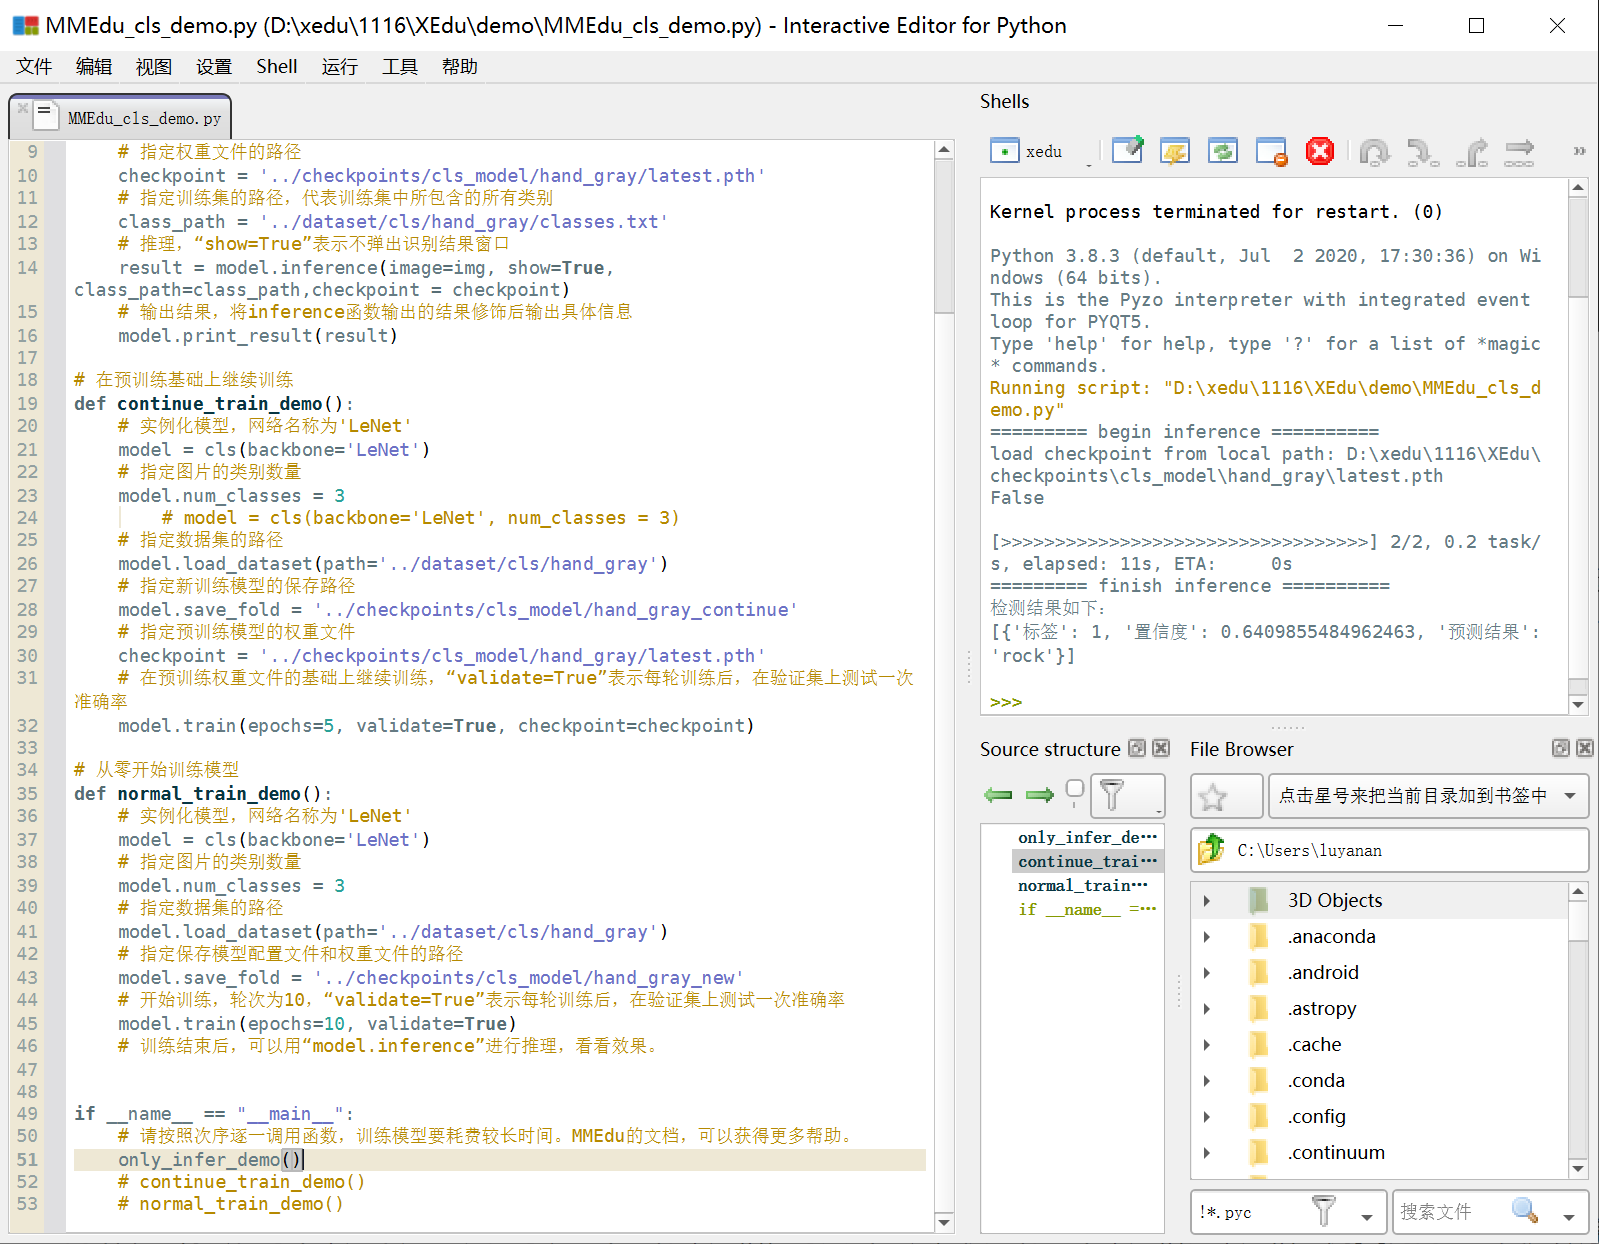 MMEdu_cls_demo.py (D:\xedu\1116\XEdu\demo\MMEdu_cls_demo.py) - Interactive Editor for Python
文件 编辑 视图 设置 Shell 运行 工具 帮助
MMEdu_cls_demo.py
9 # 指定权重文件的路径
10 checkpoint = '../checkpoints/cls_model/hand_gray/latest.pth'
11 # 指定训练集的路径，代表训练集中所包含的所有类别
12 class_path = '../dataset/cls/hand_gray/classes.txt'
13 # 推理，“show=True”表示不弹出识别结果窗口
14 result = model.inference(image=img, show=True,
class_path=class_path,checkpoint = checkpoint)
15 # 输出结果，将inference函数输出的结果修饰后输出具体信息
16 model.print_result(result)
17
18 # 在预训练基础上继续训练
19 def continue_train_demo():
20 # 实例化模型，网络名称为'LeNet'
21 model = cls(backbone='LeNet')
22 # 指定图片的类别数量
23 model.num_classes = 3
24 # model = cls(backbone='LeNet', num_classes = 3)
25 # 指定数据集的路径
26 model.load_dataset(path='../dataset/cls/hand_gray')
27 # 指定新训练模型的保存路径
28 model.save_fold = '../checkpoints/cls_model/hand_gray_continue'
29 # 指定预训练模型的权重文件
30 checkpoint = '../checkpoints/cls_model/hand_gray/latest.pth'
31 # 在预训练权重文件的基础上继续训练，“validate=True”表示每轮训练后，在验证集上测试一次
准确率
32 model.train(epochs=5, validate=True, checkpoint=checkpoint)
33
34 # 从零开始训练模型
35 def normal_train_demo():
36 # 实例化模型，网络名称为'LeNet'
37 model = cls(backbone='LeNet')
38 # 指定图片的类别数量
39 model.num_classes = 3
40 # 指定数据集的路径
41 model.load_dataset(path='../dataset/cls/hand_gray')
42 # 指定保存模型配置文件和权重文件的路径
43 model.save_fold = '../checkpoints/cls_model/hand_gray_new'
44 # 开始训练，轮次为10，“validate=True”表示每轮训练后，在验证集上测试一次准确率
45 model.train(epochs=10, validate=True)
46 # 训练结束后，可以用“model.inference”进行推理，看看效果。
47
48
49 if __name__ == "__main__":
50 # 请按照次序逐一调用函数，训练模型要耗费较长时间。MMEdu的文档，可以获得更多帮助。
51 only_infer_demo()
52 # continue_train_demo()
53 # normal_train_demo()
Shells
xedu
Kernel process terminated for restart. (0)
Python 3.8.3 (default, Jul  2 2020, 17:30:36) on Wi
ndows (64 bits).
This is the Pyzo interpreter with integrated event
loop for PYQT5.
Type 'help' for help, type '?' for a list of *magic
* commands.
Running script: "D:\xedu\1116\XEdu\demo\MMEdu_cls_d
emo.py"
========= begin inference ==========
load checkpoint from local path: D:\xedu\1116\XEdu\
checkpoints\cls_model\hand_gray\latest.pth
False
[>>>>>>>>>>>>>>>>>>>>>>>>>>>>>>>>>>] 2/2, 0.2 task/
s, elapsed: 11s, ETA:     0s
========= finish inference ==========
检测结果如下：
[{'标签': 1, '置信度': 0.6409855484962463, '预测结果':
'rock'}]
>>>
Source structure
only_infer_de···
continue_trai···
normal_train···
if __name__ =···
File Browser
点击星号来把当前目录加到书签中
C:\Users\luyanan
3D Objects
.anaconda
.android
.astropy
.cache
.conda
.config
.continuum
!*.pyc
搜索文件